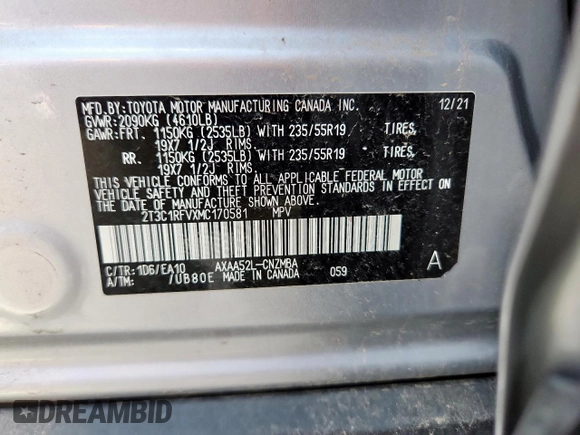 MFD.BY:TOYOTA MOTOR MANUFACTURING CANADA INC. 12/21
GVWR:2090KG (4610LB)
GAWR:FRT. 1150KG (2535LB) WITH 235/55R19 TIRES,
19X7 1/2J RIMS
RR. 1150KG (2535LB) WITH 235/55R19 TIRES,
19X7 1/2J RIMS
THIS VEHICLE CONFORMS TO ALL APPLICABLE FEDERAL MOTOR
VEHICLE SAFETY AND THEFT PREVENTION STANDARDS IN EFFECT
ON THE DATE OF MANUFACTURE SHOWN ABOVE.
2T3C1RFVXMC170581 MPV
C/TR:1D6/EA10 AXAA52L-CNZMBA 059 A
A/TM: /UB80E MADE IN CANADA
DREAMBID